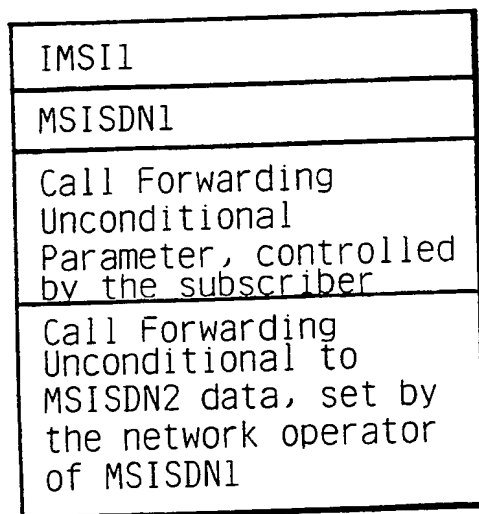 IMSI1
MSISDN1
Call Forwarding
Unconditional
Parameter, controlled
by the subscriber
Call Forwarding
Unconditional to
MSISDN2 data, set by
the network operator
of MSISDN1